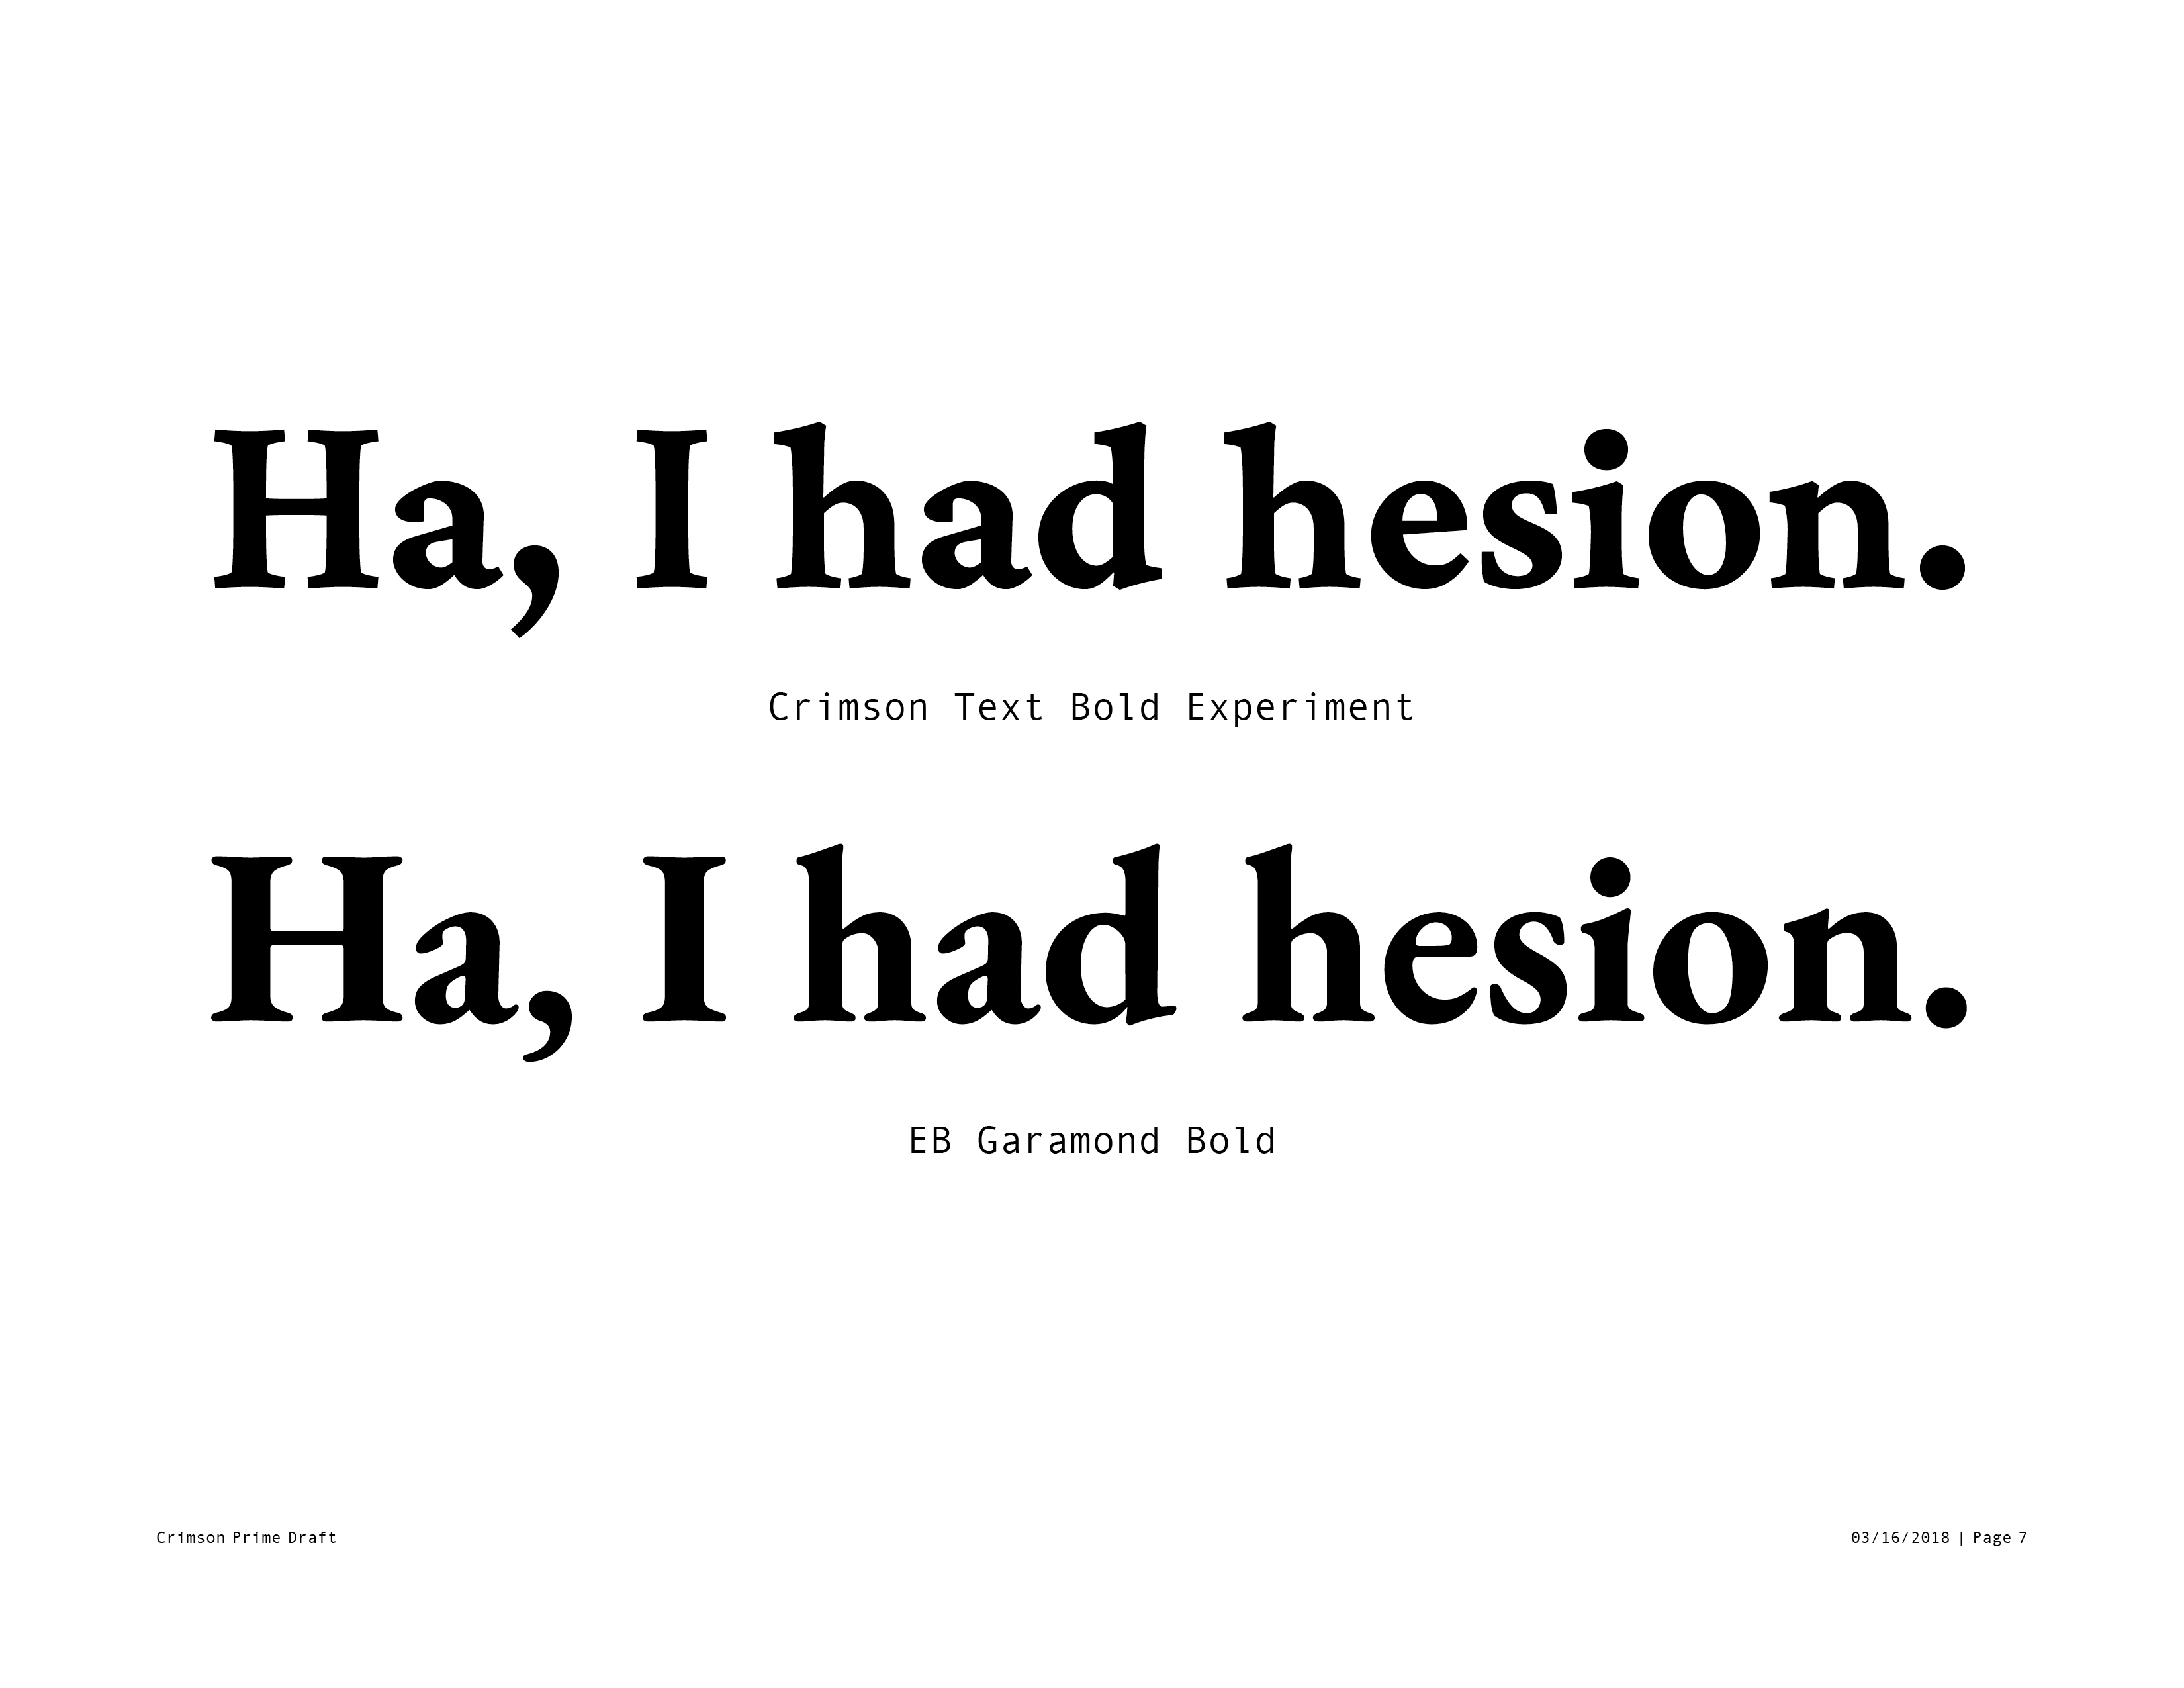 Ha, I had hesion.
Crimson Text Bold Experiment
Ha, I had hesion.
EB Garamond Bold
Crimson Prime Draft
03/16/2018 | Page 7